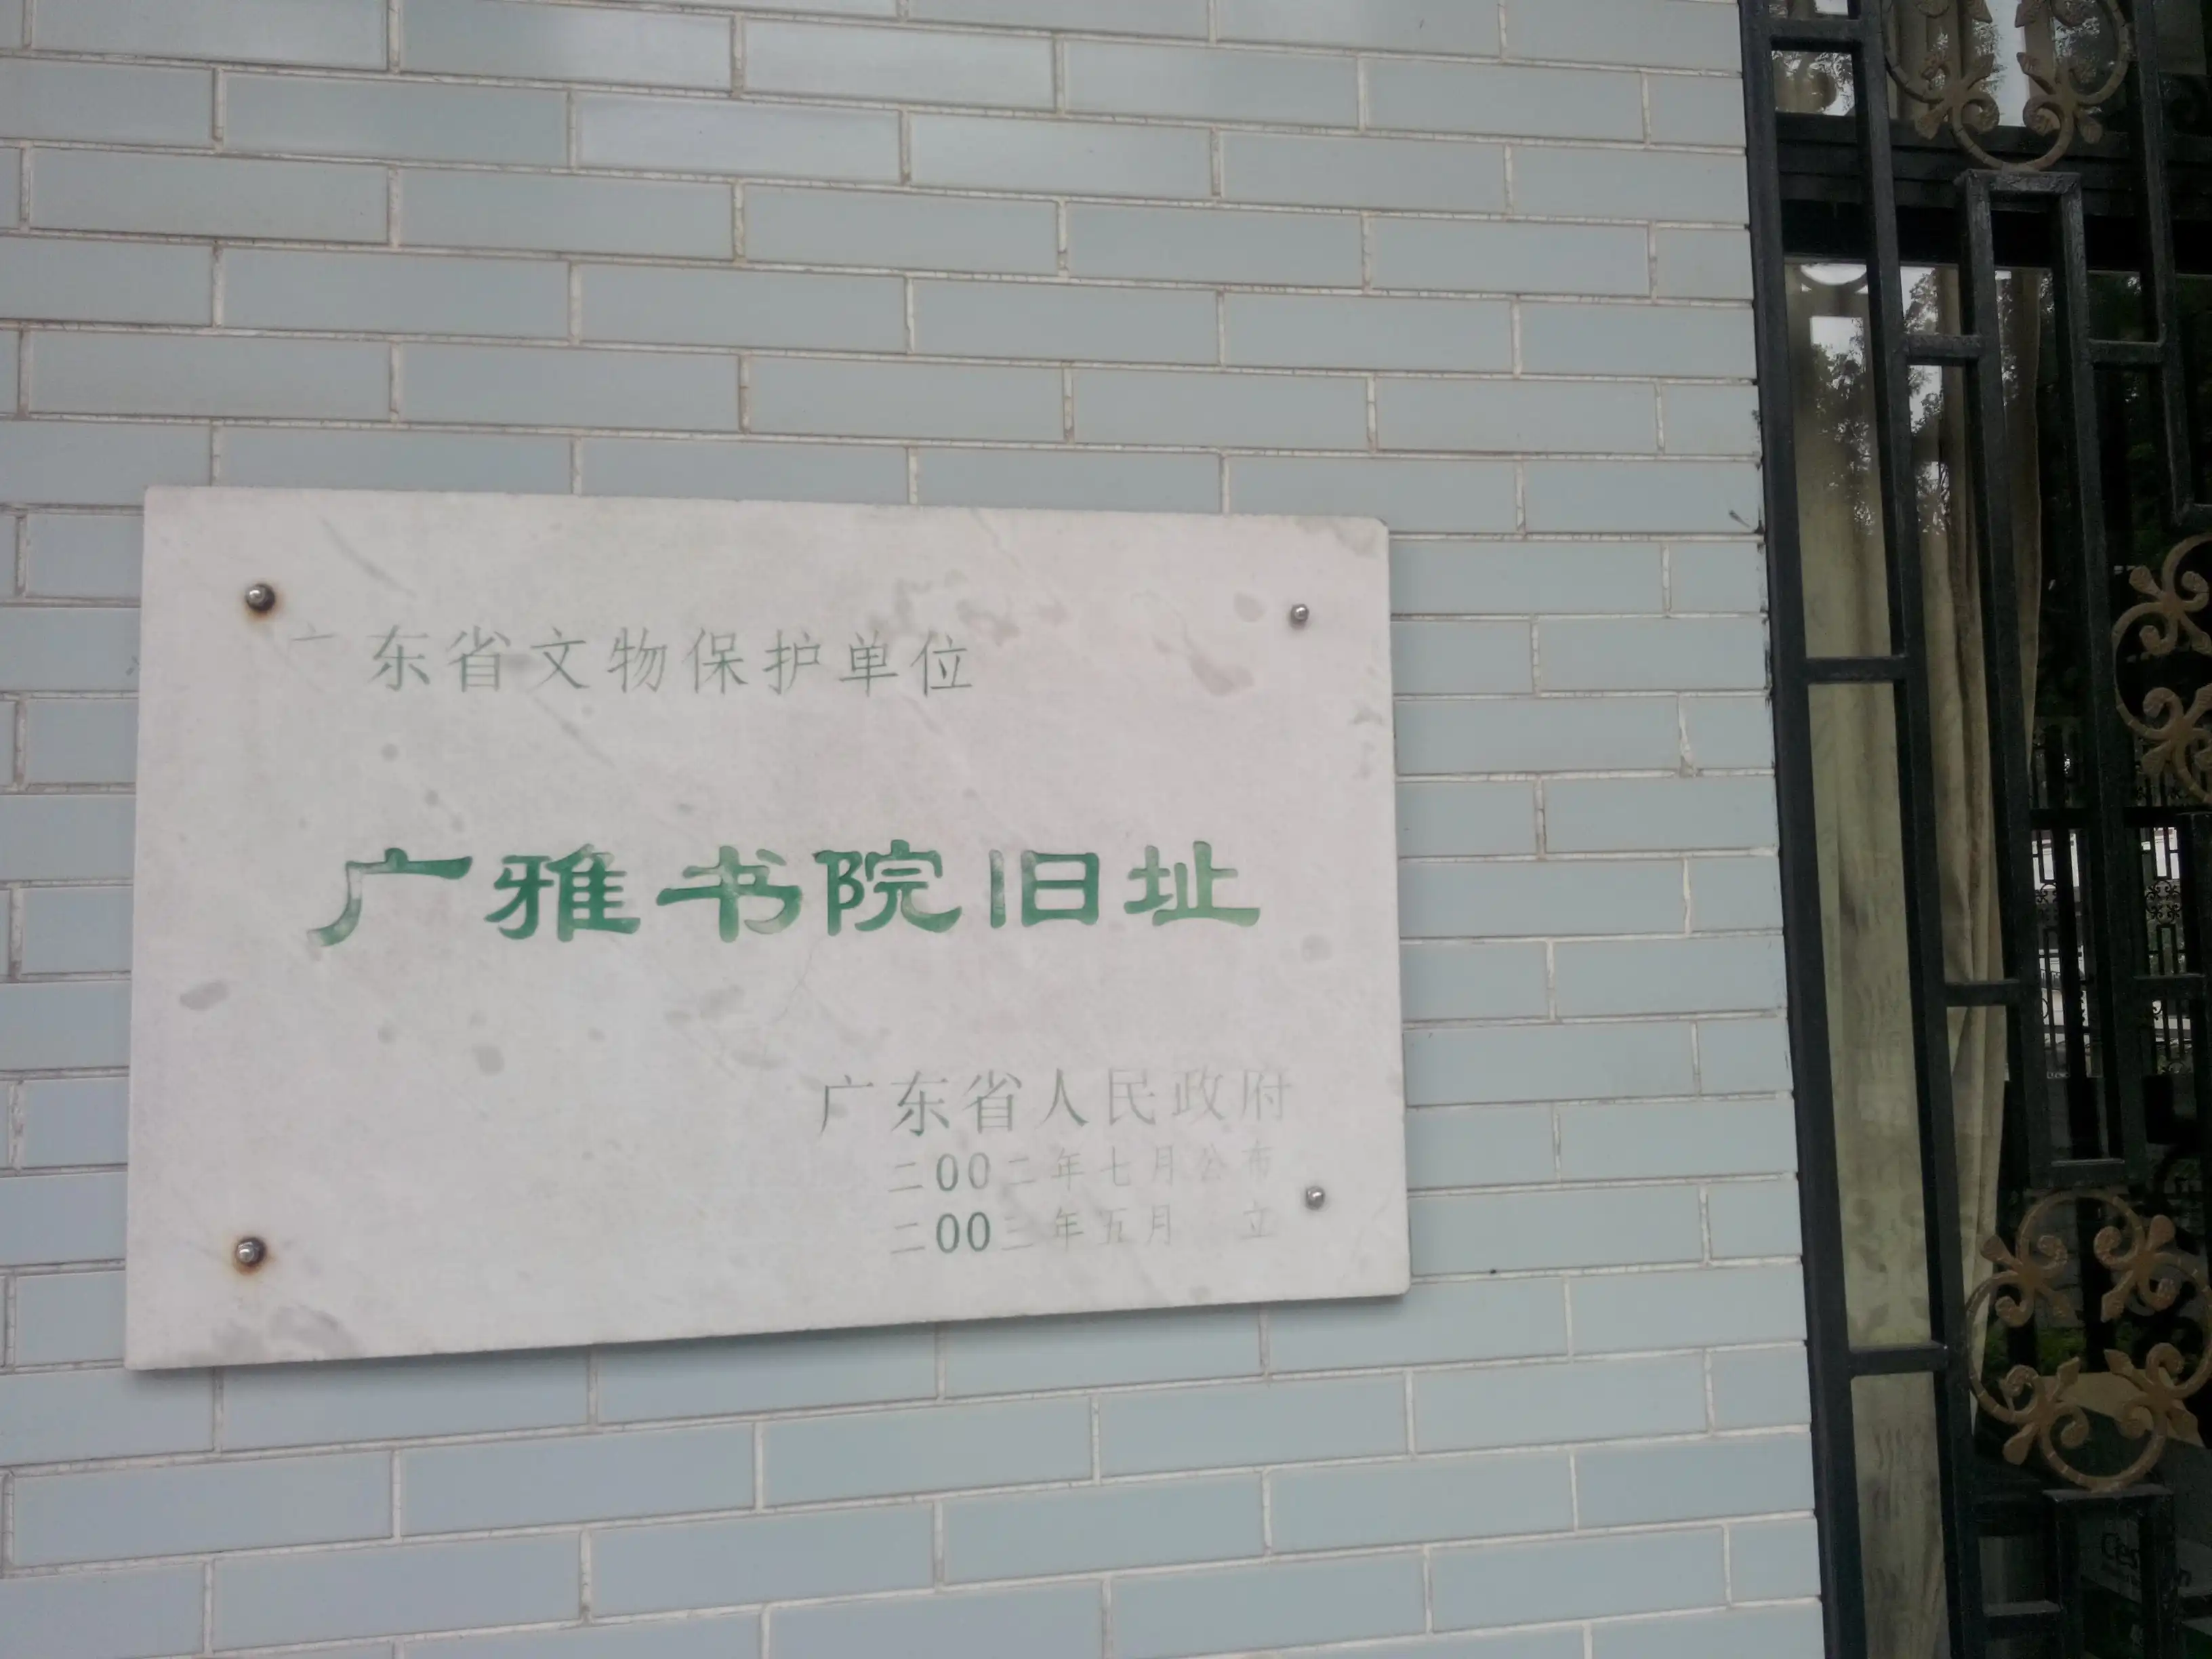 广东省文物保护单位
广雅书院旧址
广东省人民政府
二00二年七月公布
二00三年五月 立